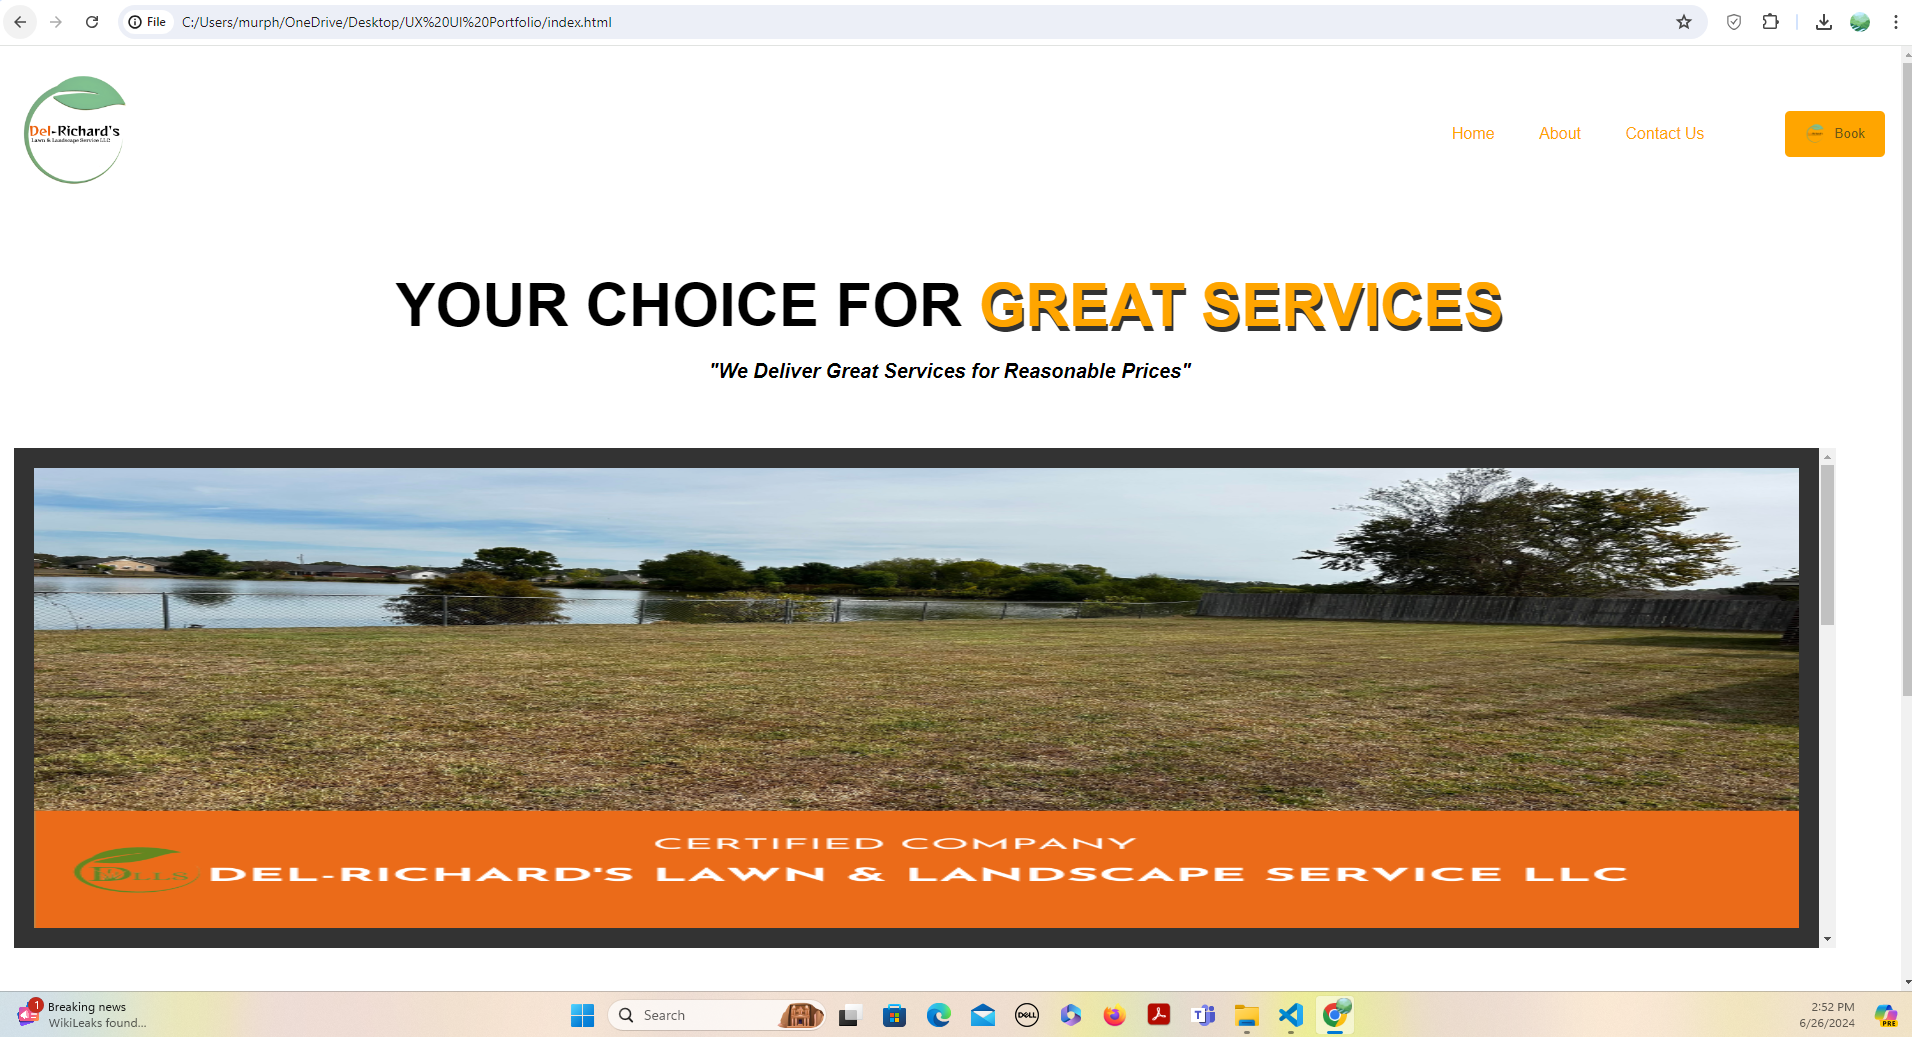 File C:/Users/murph/OneDrive/Desktop/UX%20UI%20Portfolio/index.html
Del-Richard's
Lawn & Landscape Service LLC
Home About Contact Us Book
YOUR CHOICE FOR GREAT SERVICES
"We Deliver Great Services for Reasonable Prices"
CERTIFIED COMPANY
DEL-RICHARD'S LAWN & LANDSCAPE SERVICE LLC
1 Breaking news
WikiLeaks found...
Search
DELL
T
PRE
2:52 PM
6/26/2024